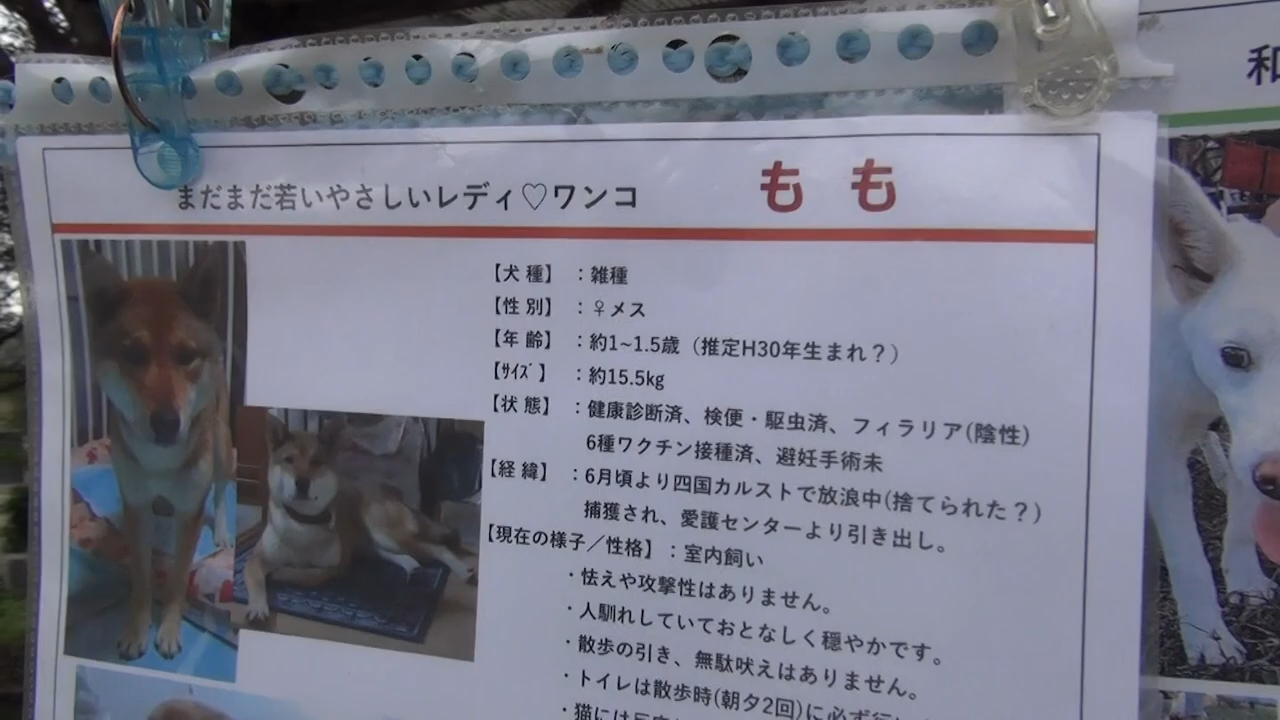 まだまだ若いやさしいレディ♡ワンコ もも
【犬 種】 ：雑種
【性 別】 ：♀メス
【年 齢】 ：約1~1.5歳（推定H30年生まれ？）
【ｻｲｽﾞ】 ：約15.5kg
【状 態】 ：健康診断済、検便・駆虫済、フィラリア(陰性)
6種ワクチン接種済、避妊手術未
【経 緯】 ：6月頃より四国カルストで放浪中(捨てられた？)
捕獲され、愛護センターより引き出し。
【現在の様子／性格】：室内飼い
・怯えや攻撃性はありません。
・人馴れしていておとなしく穏やかです。
・散歩の引き、無駄吠えはありません。
・トイレは散歩時(朝夕2回)に必ず
・猫には
和